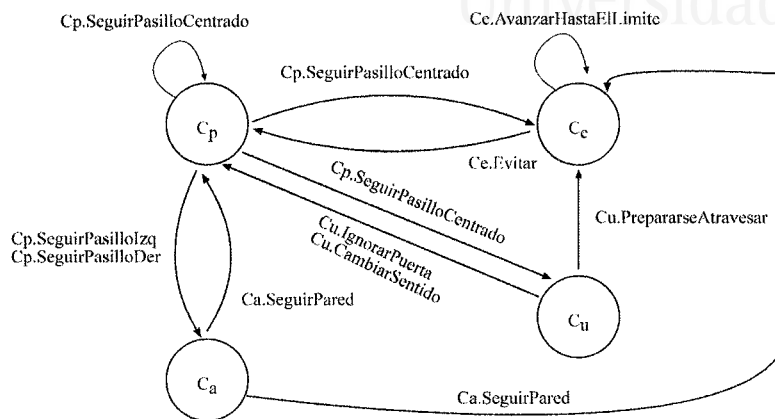 Universidad
Cp.SeguirPasilloCentrado
Ce.AvanzarHastaElLimite
Cp.SeguirPasilloCentrado
Cp
Ce
Ce.Evitar
Cp.SeguirPasilloCentrado
Cu.PrepararseAtravesar
Cu.IgnorarPuerta
Cu.CambiarSentido
Cp.SeguirPasilloIzq
Cp.SeguirPasilloDer
Ca.SeguirPared
Cu
Ca
Ca.SeguirPared